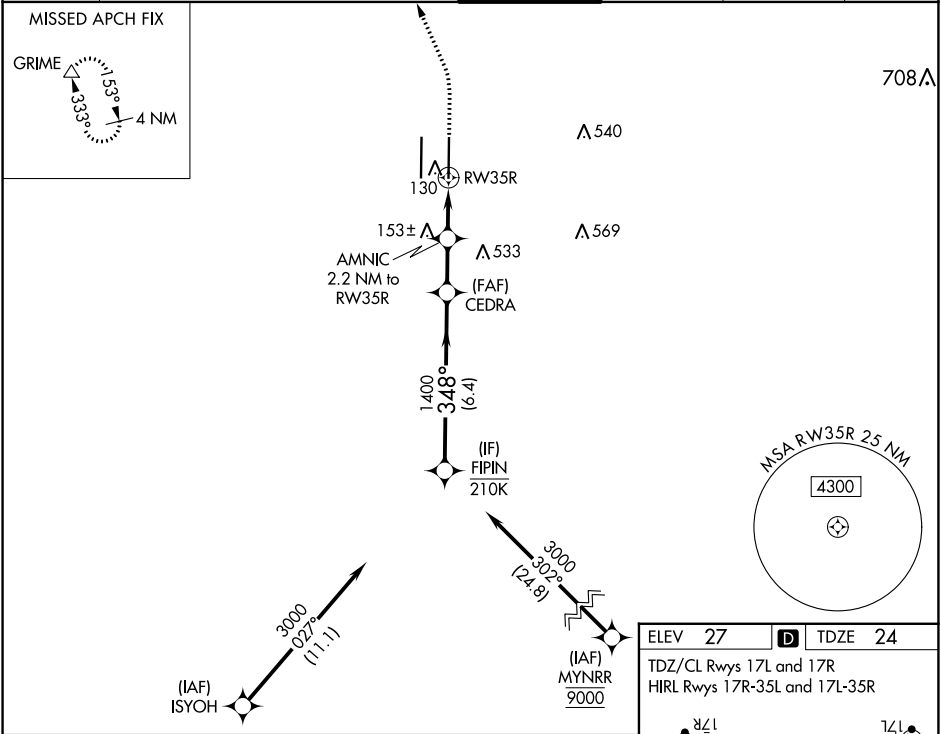 MISSED APCH FIX
GRIME
153°
333°
4 NM
708
540
130
RW35R
153±
569
AMNIC
2.2 NM to
RW35R
533
(FAF)
CEDRA
1400
348°
(6.4)
(IF)
FIPIN
210K
MSA RW35R 25 NM
4300
3000
302°
(24.8)
3000
027°
(11.1)
(IAF)
ISYOH
(IAF)
MYNRR
9000
ELEV 27 D TDZE 24
TDZ/CL Rwys 17L and 17R
HIRL Rwys 17R-35L and 17L-35R
17R
17L